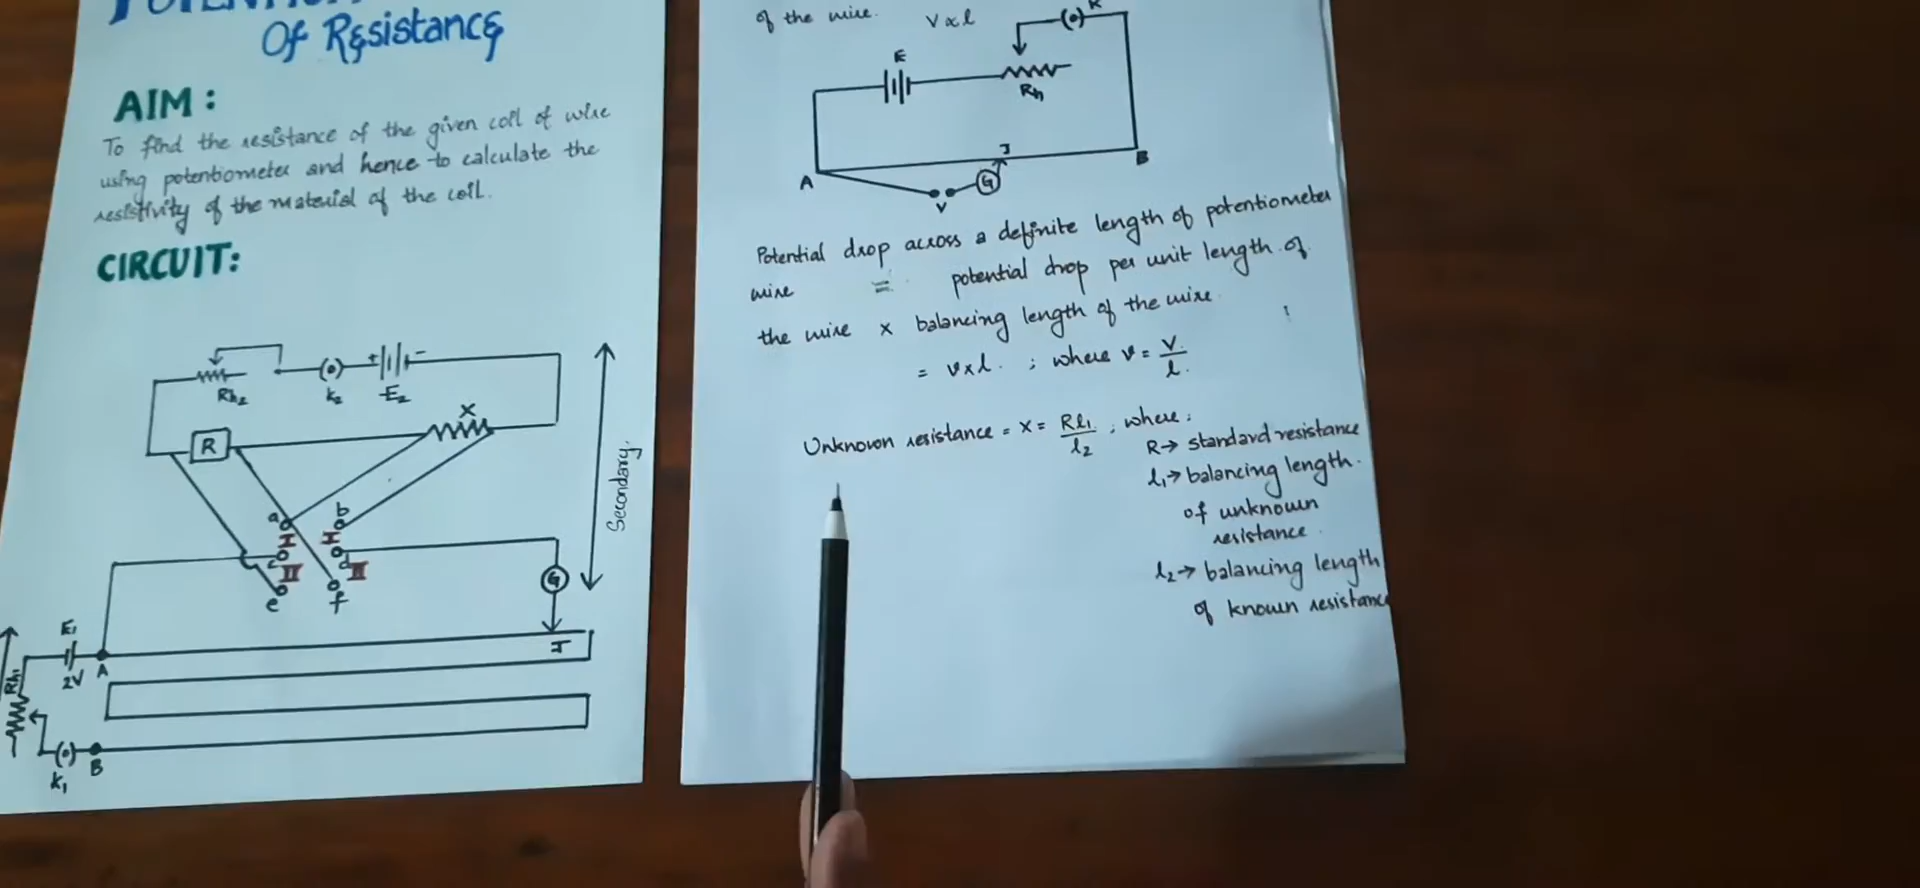 Of Resistance
AIM:
To find the resistance of the given coil of wire
using potentiometer and hence to calculate the
resistivity of the material of the coil.
CIRCUIT:
Rh2
k2
+
-
E2
R
X
Secondary.
a
b
I
I
c
d
II
II
e
f
G
J
E1
2V
A
Rh1
k1
B
of the wire. V∝l
K
E
Rh
A
J
B
G
V
Potential drop across a definite length of potentiometer
wire = potential drop per unit length of
the wire x balancing length of the wire.
= v x l. ; where v = V/l.
Unknown resistance = X = Rl1/l2, where:
R→ standard resistance
l1→ balancing length
of unknown
resistance.
l2→ balancing length
of known resistance